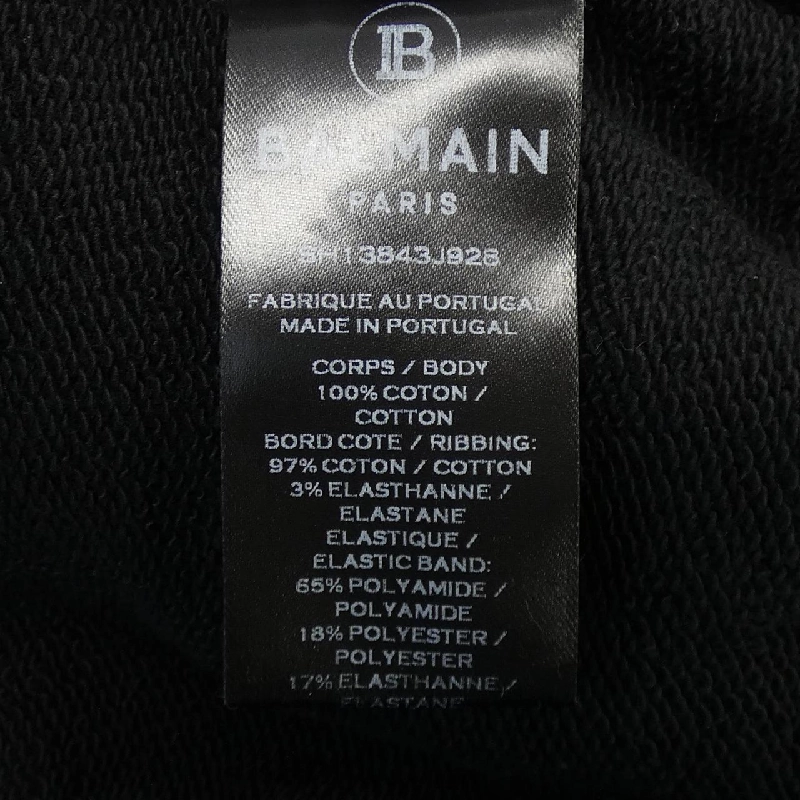 B
BALMAIN
PARIS
BH13843J928
FABRIQUE AU PORTUGAL
MADE IN PORTUGAL
CORPS / BODY
100% COTON /
COTTON
BORD COTE / RIBBING:
97% COTON / COTTON
3% ELASTHANNE /
ELASTANE
ELASTIQUE /
ELASTIC BAND:
65% POLYAMIDE /
POLYAMIDE
18% POLYESTER /
POLYESTER
17% ELASTHANNE /
ELASTANE